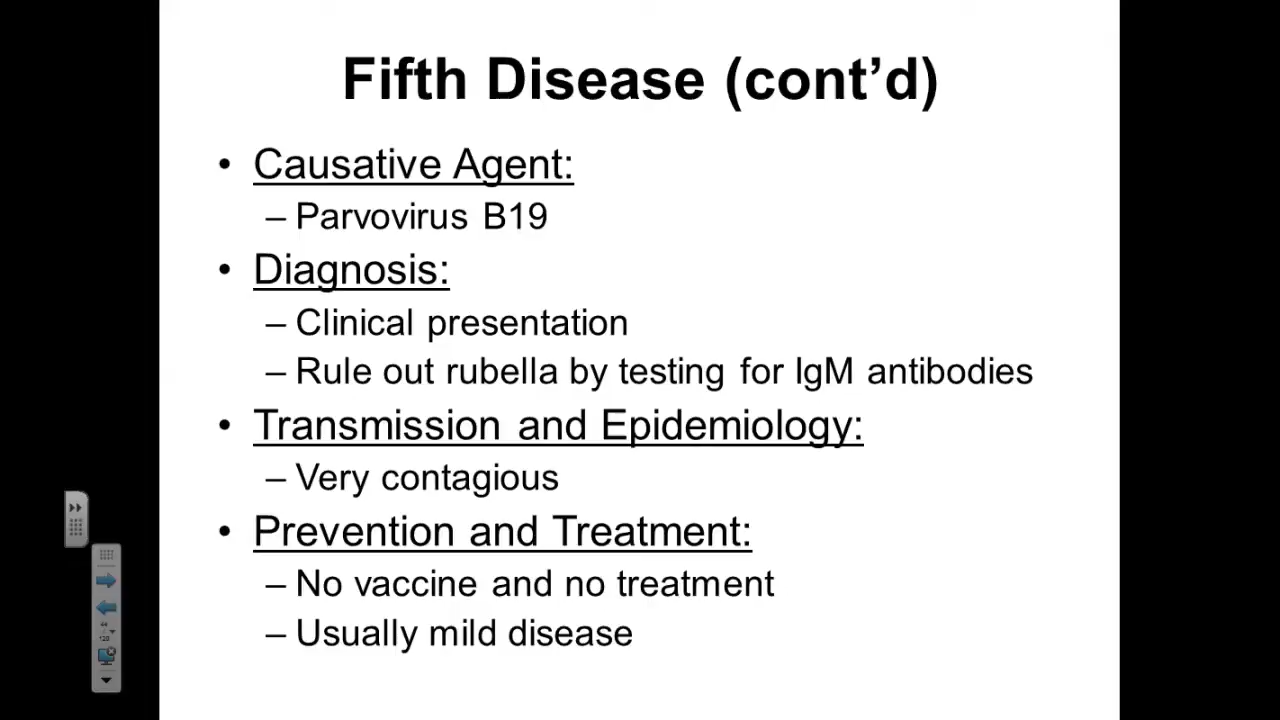 Fifth Disease (cont’d)
• Causative Agent:
– Parvovirus B19
• Diagnosis:
– Clinical presentation
– Rule out rubella by testing for IgM antibodies
• Transmission and Epidemiology:
– Very contagious
• Prevention and Treatment:
– No vaccine and no treatment
– Usually mild disease